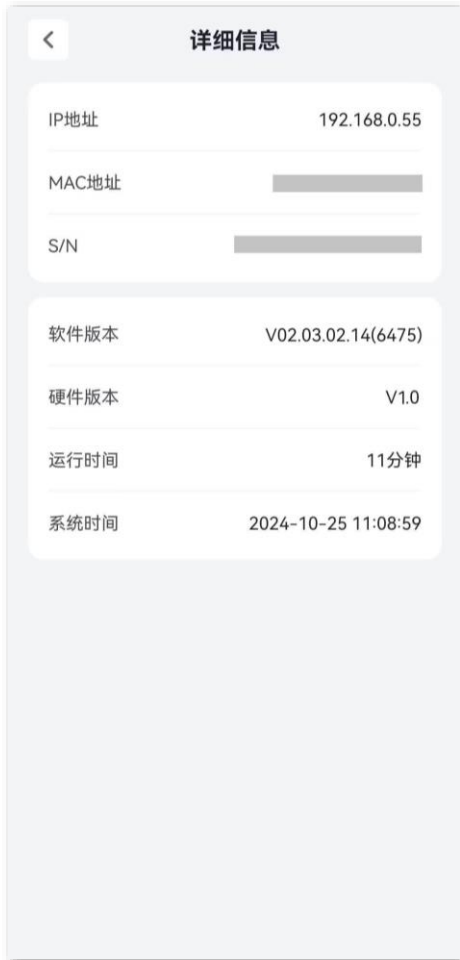 详细信息
IP地址 192.168.0.55
MAC地址
S/N
软件版本 V02.03.02.14(6475)
硬件版本 V1.0
运行时间 11分钟
系统时间 2024-10-25 11:08:59